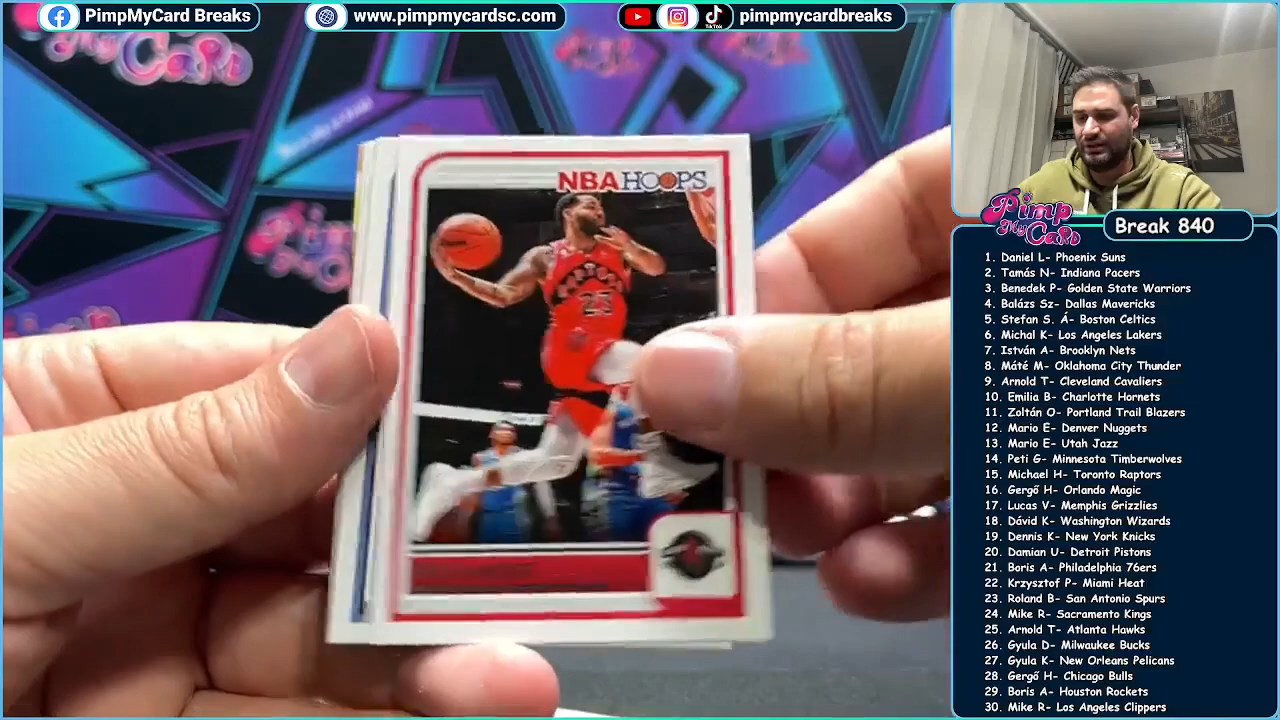 PimpMyCard Breaks
www.pimpmycardsc.com
pimpmycardbreaks
TikTok
NBA HOOPS
23
Pimp
My CaRD
Break 840
1. Daniel L- Phoenix Suns
2. Tamás N- Indiana Pacers
3. Benedek P- Golden State Warriors
4. Balázs Sz- Dallas Mavericks
5. Stefan S. Á- Boston Celtics
6. Michal K- Los Angeles Lakers
7. István A- Brooklyn Nets
8. Máté M- Oklahoma City Thunder
9. Arnold T- Cleveland Cavaliers
10. Emilia B- Charlotte Hornets
11. Zoltán O- Portland Trail Blazers
12. Mario E- Denver Nuggets
13. Mario E- Utah Jazz
14. Peti G- Minnesota Timberwolves
15. Michael H- Toronto Raptors
16. Gergő H- Orlando Magic
17. Lucas V- Memphis Grizzlies
18. Dávid K- Washington Wizards
19. Dennis K- New York Knicks
20. Damian U- Detroit Pistons
21. Boris A- Philadelphia 76ers
22. Krzysztof P- Miami Heat
23. Roland B- San Antonio Spurs
24. Mike R- Sacramento Kings
25. Arnold T- Atlanta Hawks
26. Gyula D- Milwaukee Bucks
27. Gyula K- New Orleans Pelicans
28. Gergő H- Chicago Bulls
29. Boris A- Houston Rockets
30. Mike R- Los Angeles Clippers